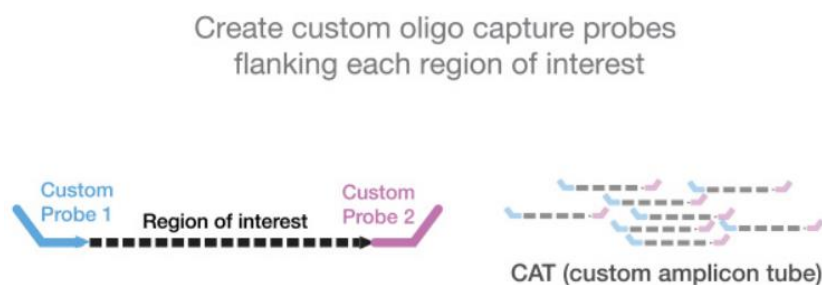 Create custom oligo capture probes
flanking each region of interest
Custom
Probe 1
Region of interest
Custom
Probe 2
CAT (custom amplicon tube)